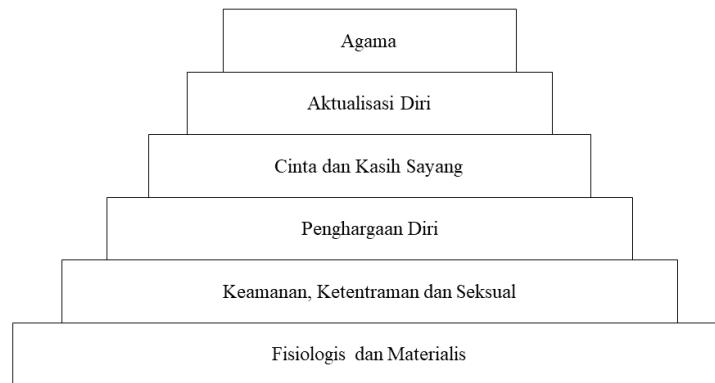 Agama
Aktualisasi Diri
Cinta dan Kasih Sayang
Penghargaan Diri
Keamanan, Ketentraman dan Seksual
Fisiologis dan Materialis